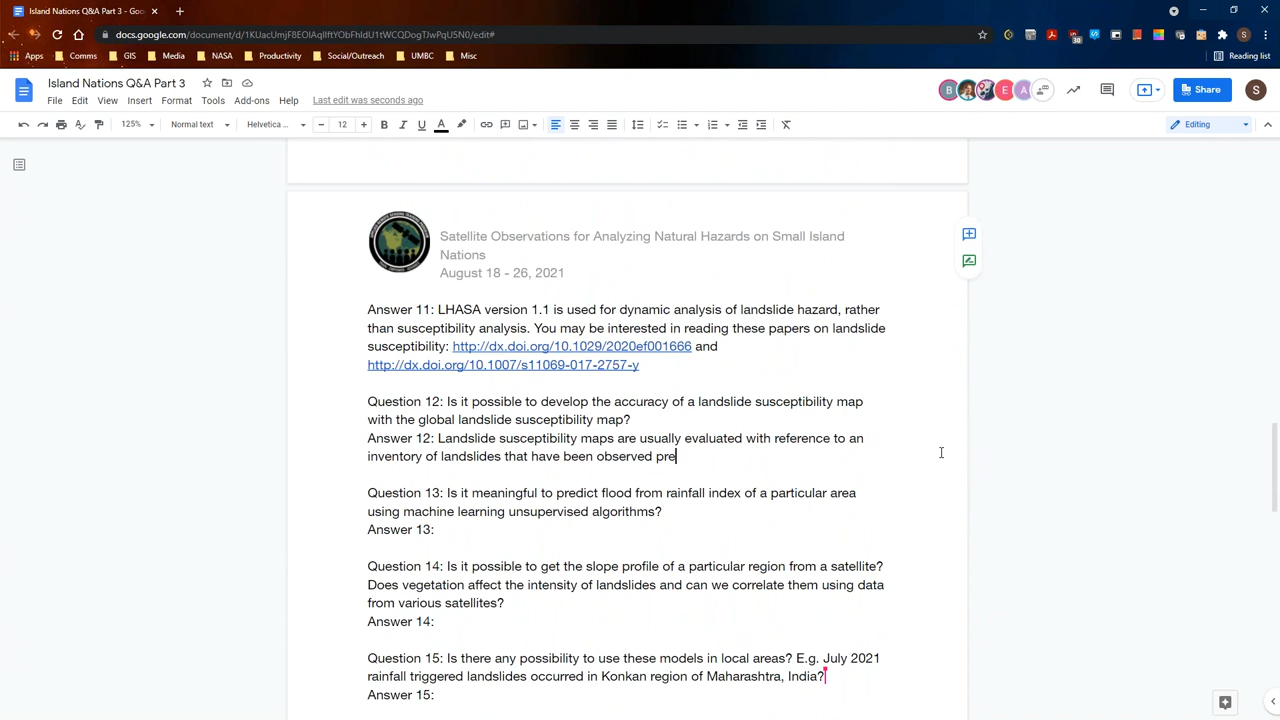 Island Nations Q&A Part 3 - Goo
docs.google.com/document/d/1KUacUmjF8EOlAqlIftYObFhldU1tWCQDogTJwPqUSN0/edit#
Apps Comms GIS Media NASA Productivity Social/Outreach UMBC Misc Reading list
Island Nations Q&A Part 3
File Edit View Insert Format Tools Add-ons Help Last edit was seconds ago
Share S
125% Normal text Helvetica ... 12 Editing
Satellite Observations for Analyzing Natural Hazards on Small Island
Nations
August 18 - 26, 2021
Answer 11: LHASA version 1.1 is used for dynamic analysis of landslide hazard, rather
than susceptibility analysis. You may be interested in reading these papers on landslide
susceptibility: http://dx.doi.org/10.1029/2020ef001666 and
http://dx.doi.org/10.1007/s11069-017-2757-y
Question 12: Is it possible to develop the accuracy of a landslide susceptibility map
with the global landslide susceptibility map?
Answer 12: Landslide susceptibility maps are usually evaluated with reference to an
inventory of landslides that have been observed pre
Question 13: Is it meaningful to predict flood from rainfall index of a particular area
using machine learning unsupervised algorithms?
Answer 13:
Question 14: Is it possible to get the slope profile of a particular region from a satellite?
Does vegetation affect the intensity of landslides and can we correlate them using data
from various satellites?
Answer 14:
Question 15: Is there any possibility to use these models in local areas? E.g. July 2021
rainfall triggered landslides occurred in Konkan region of Maharashtra, India?
Answer 15: